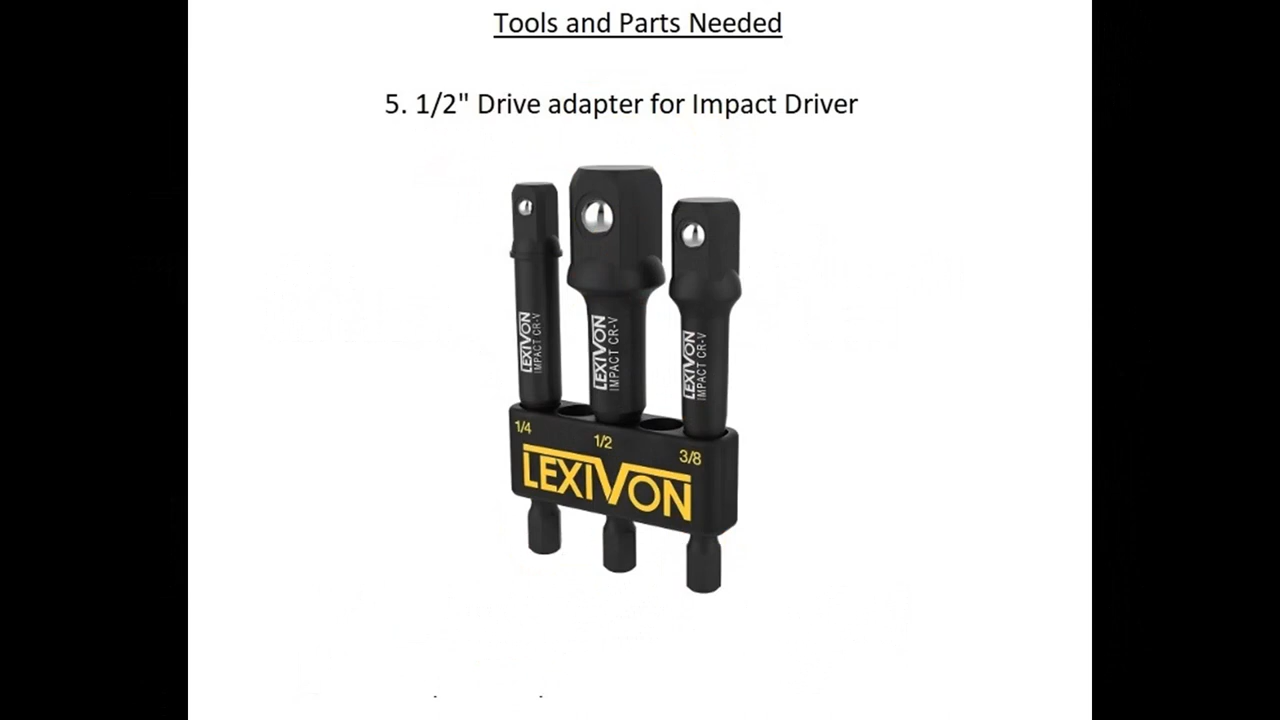 Tools and Parts Needed
5. 1/2" Drive adapter for Impact Driver
LEXIVON
IMPACT CR-V
LEXIVON
IMPACT CR-V
LEXIVON
IMPACT CR-V
1/4
1/2
3/8
LEXIVON